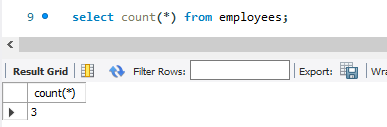 9 select count(*) from employees;
Result Grid Filter Rows: Export: Wra
count(*)
3